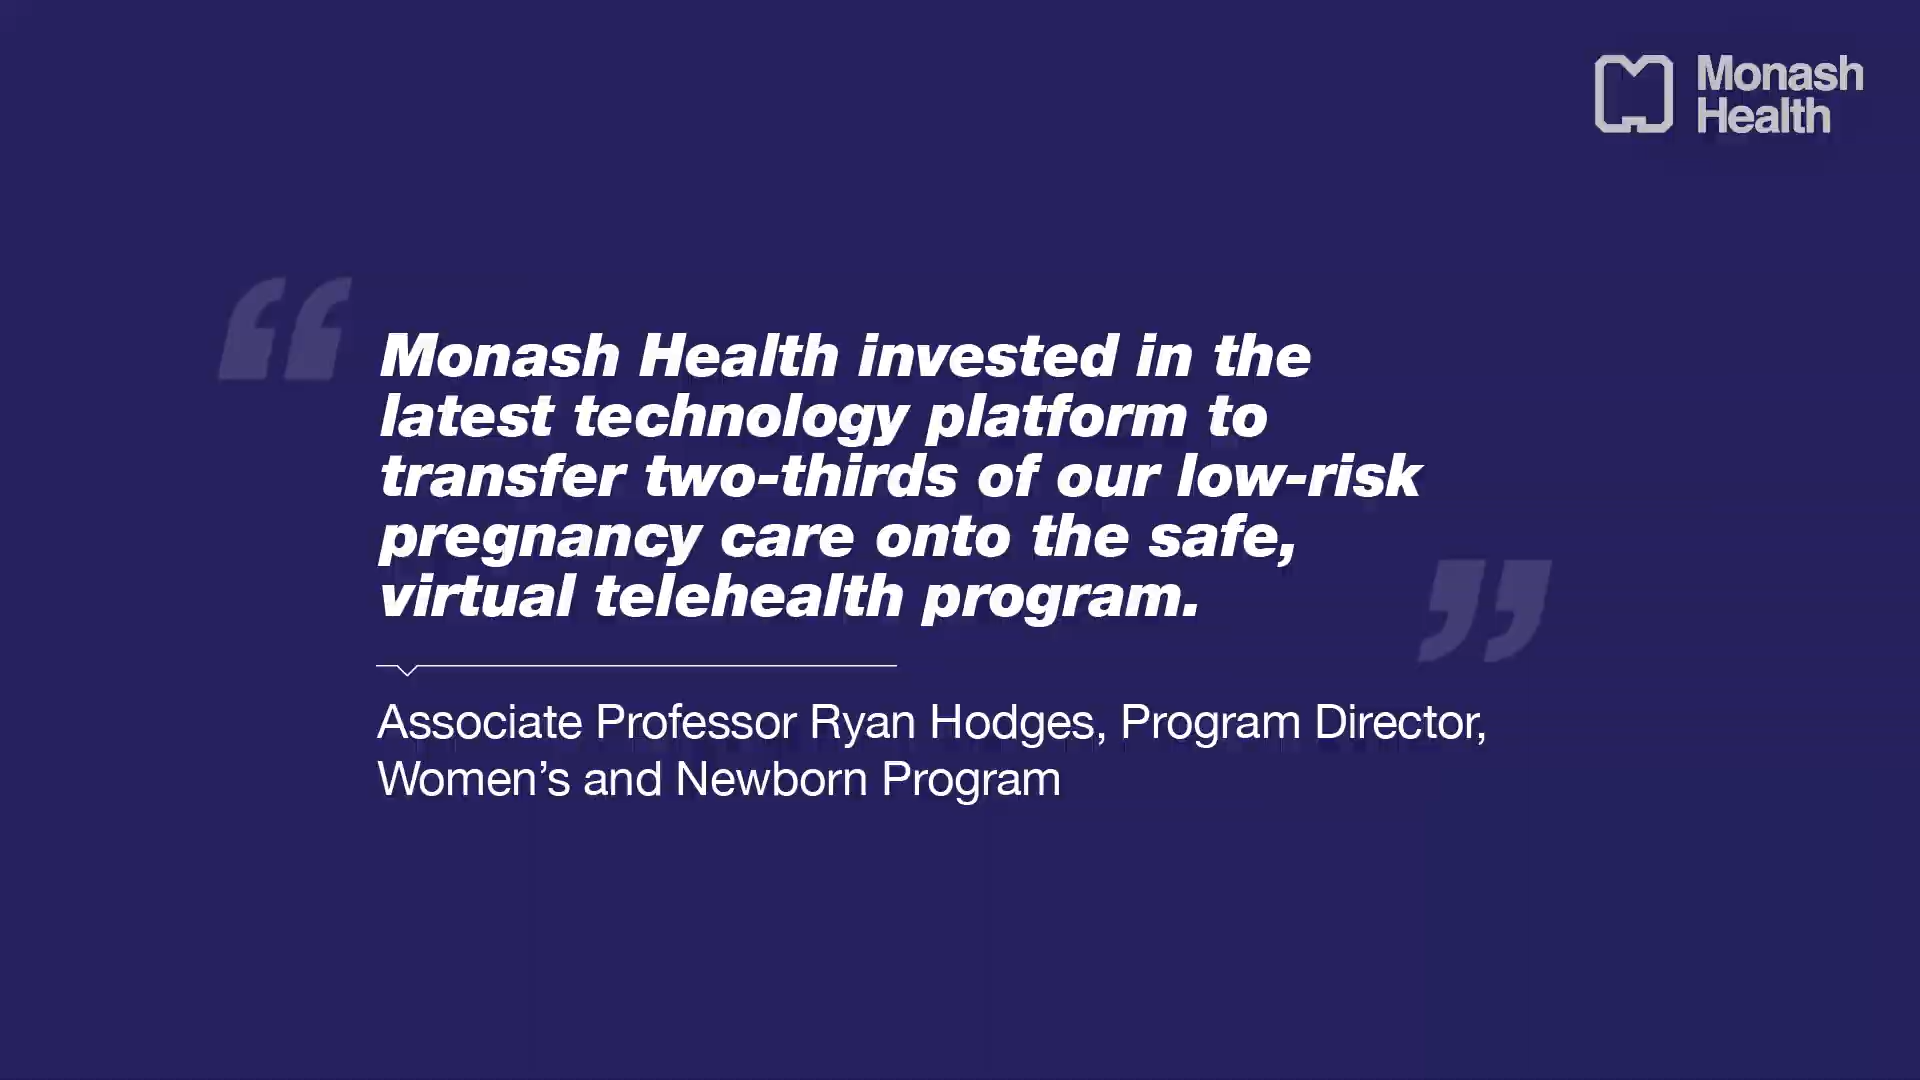 Monash
Health
“Monash Health invested in the
latest technology platform to
transfer two-thirds of our low-risk
pregnancy care onto the safe,
virtual telehealth program.”
Associate Professor Ryan Hodges, Program Director,
Women’s and Newborn Program